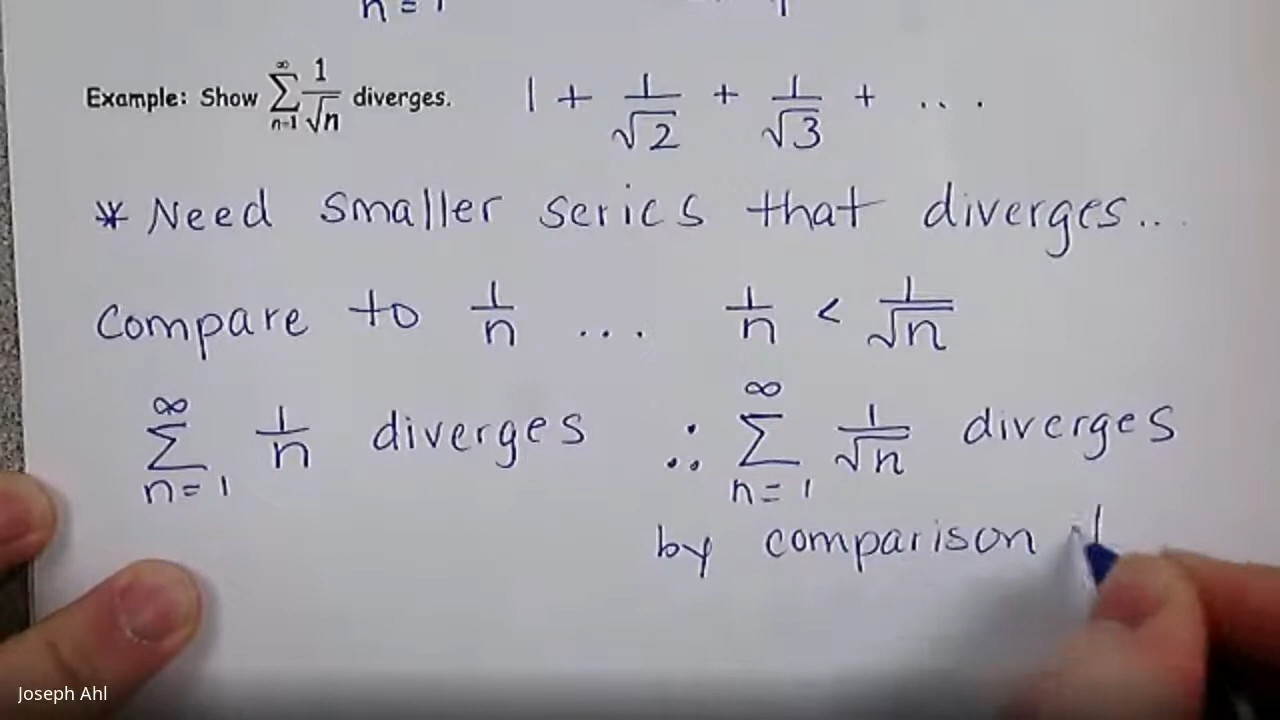 n = 1
Example: Show ∞ ∑ n=1 1/√n diverges. 1 + 1/√2 + 1/√3 + ...
* Need smaller series that diverges...
Compare to 1/n ... 1/n < 1/√n
∞ ∑ n=1 1/n diverges ∴ ∞ ∑ n=1 1/√n diverges
by comparison
Joseph Ahl